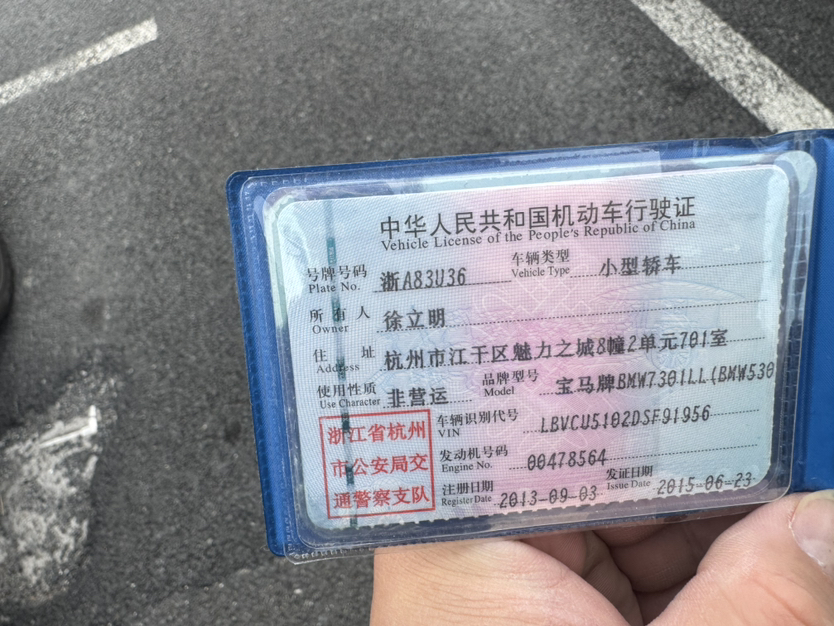 中华人民共和国机动车行驶证
Vehicle License of the People's Republic of China
号牌号码 浙A83U36 车辆类型 小型轿车
Plate No. Vehicle Type
所有人 徐立明
Owner
住址 杭州市江干区魅力之城8幢2单元701室
Address
使用性质 非营运 品牌型号 宝马牌BMW7301LL(BMW530
Use Character Model
浙江省杭州
市公安局交
通警察支队
车辆识别代号 LBVCU5102DSF91956
VIN
发动机号码 00478564
Engine No.
注册日期 2013-09-03 发证日期 2015-06-23
Register Date Issue Date